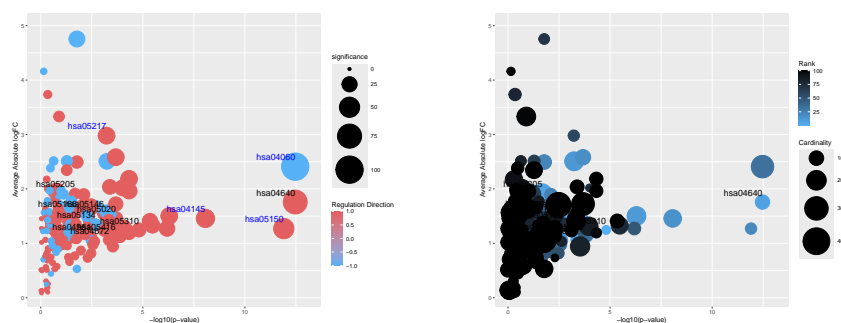 Average Absolute logFC
5
4
3
2
1
0
0
5
10
−log10(p−value)
hsa05217
hsa04060
hsa05205
hsa04640
hsa04145
hsa05150
hsa05134
hsa05020
hsa05310
hsa05416
hsa04672
significance
0
25
50
75
100
Regulation Direction
1.0
0.5
0.0
−0.5
−1.0
Average Absolute logFC
5
4
3
2
1
0
0
5
10
−log10(p−value)
hsa04640
Rank
100
75
50
25
Cardinality